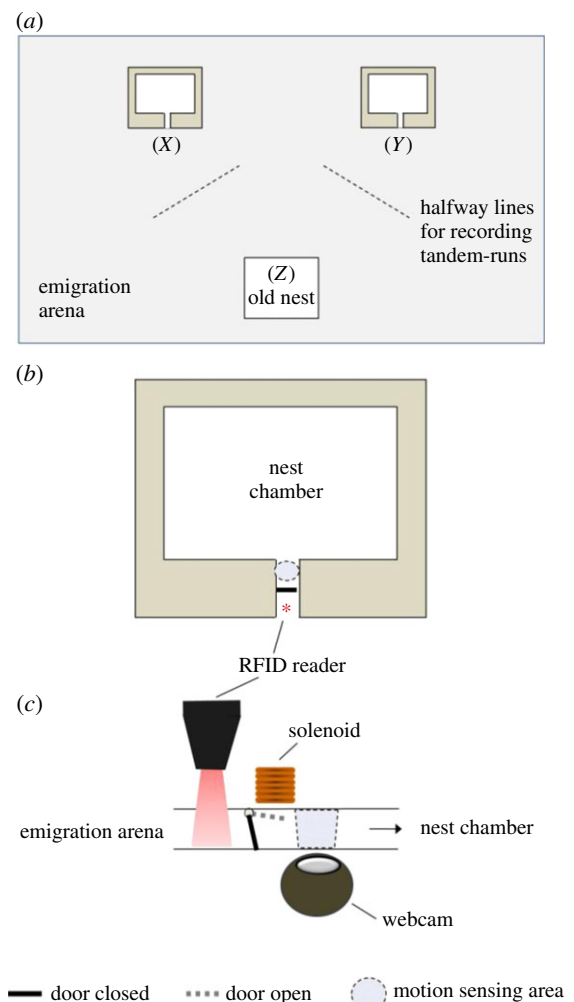 (a)
(X)
(Y)
halfway lines
for recording
tandem-runs
(Z)
old nest
emigration
arena
(b)
nest
chamber
*
RFID reader
(c)
solenoid
emigration arena
nest chamber
webcam
door closed
door open
motion sensing area